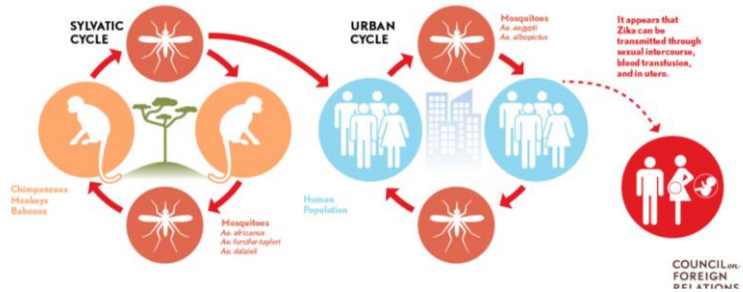 SYLVATIC
CYCLE
URBAN
CYCLE
Mosquitoes
Ae. aegypti
Ae. albopictus
It appears that
Zika can be
transmitted through
sexual intercourse,
blood transfusion,
and in utero.
Chimpanzees
Monkeys
Baboons
Mosquitoes
Ae. africanus
Ae. furcifer-taylori
Ae. dalzieli
Human
Population
COUNCIL on
FOREIGN
RELATIONS